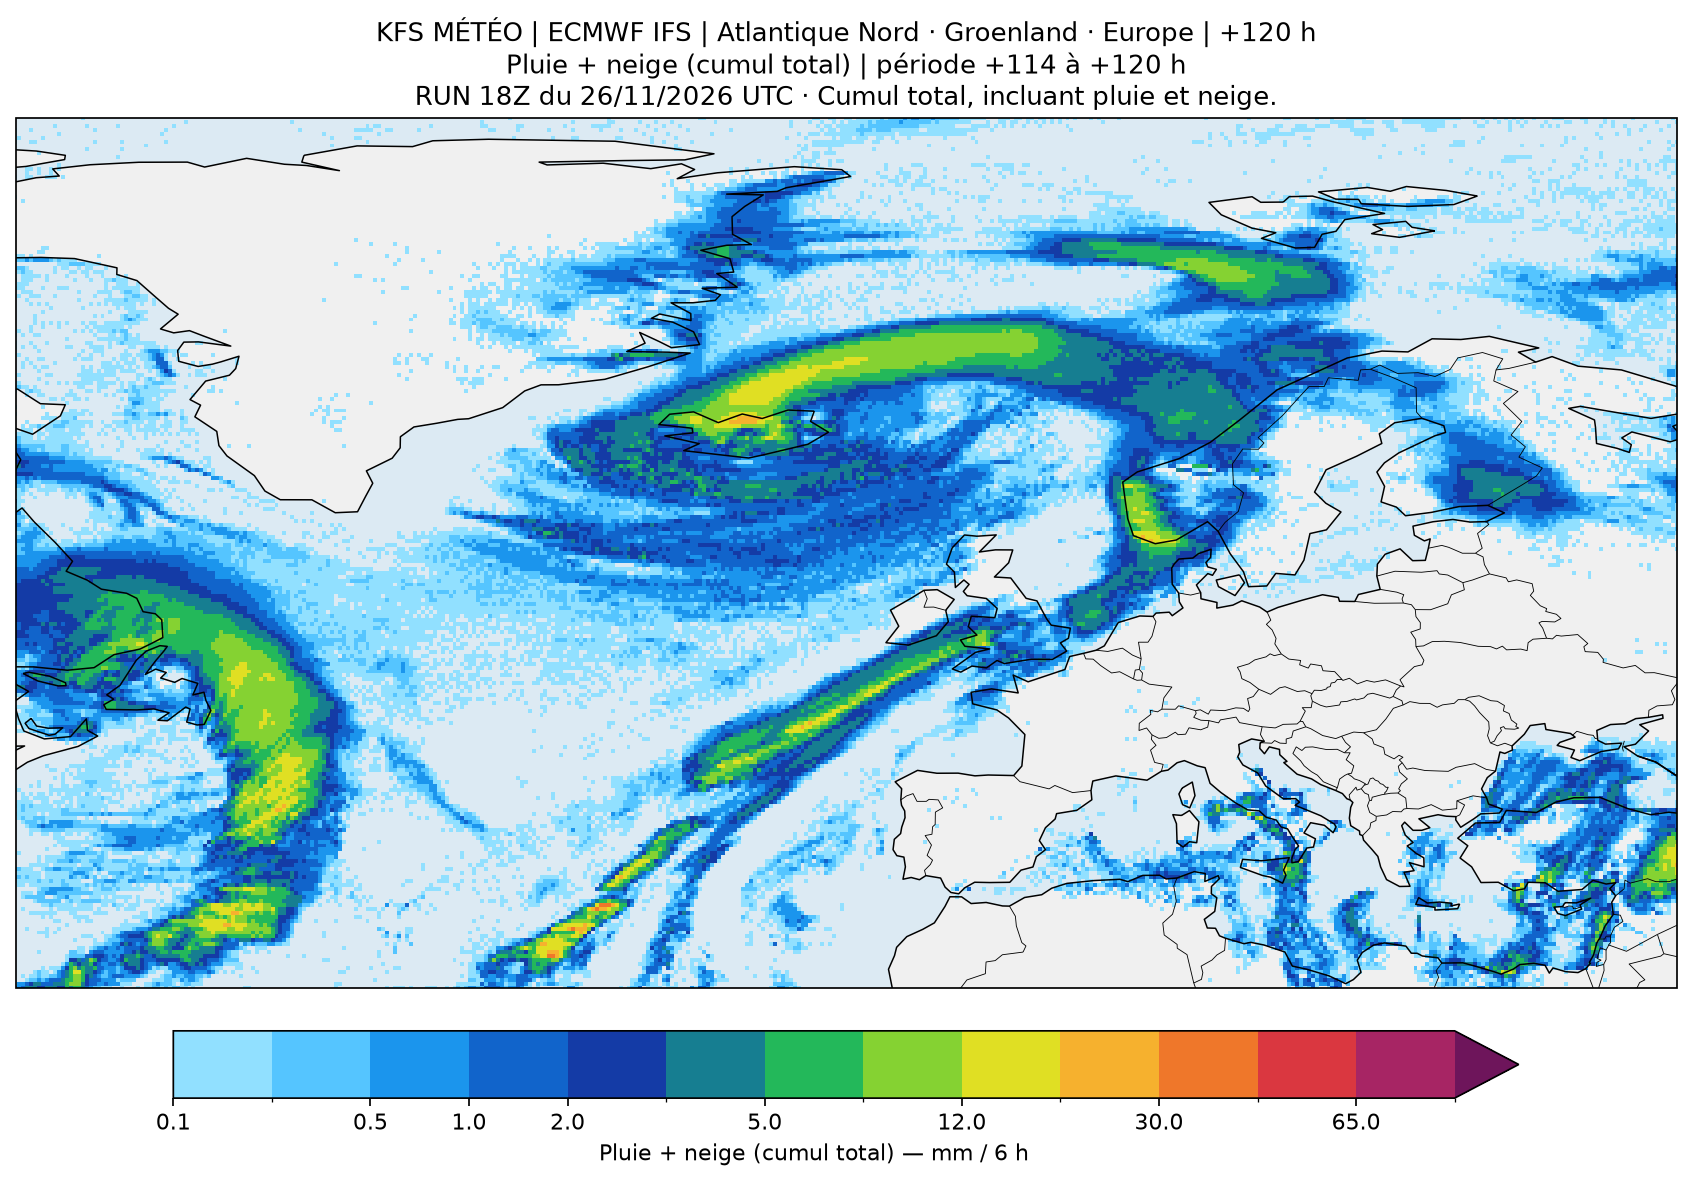 KFS MÉTÉO | ECMWF IFS | Atlantique Nord · Groenland · Europe | +120 h
Pluie + neige (cumul total) | période +114 à +120 h
RUN 18Z du 26/11/2026 UTC · Cumul total, incluant pluie et neige.
0.1 0.5 1.0 2.0 5.0 12.0 30.0 65.0
Pluie + neige (cumul total) — mm / 6 h